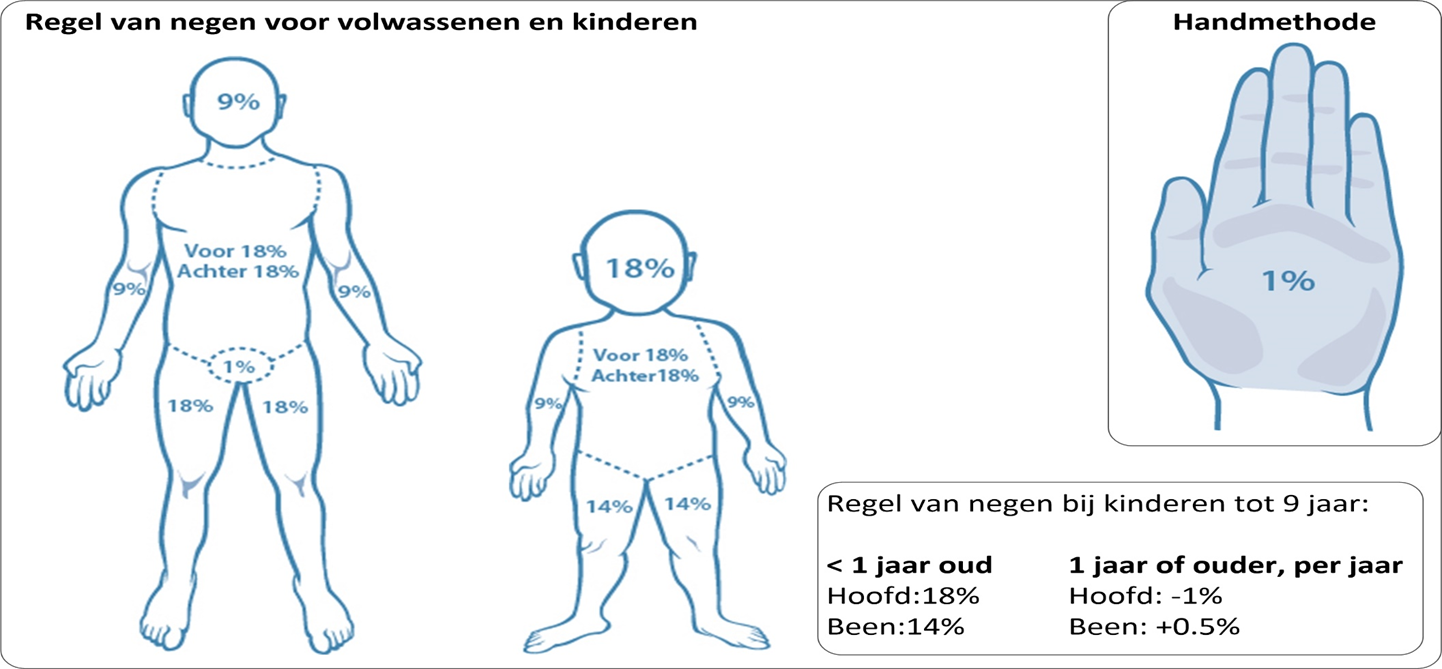 Regel van negen voor volwassenen en kinderen
9%
Voor 18%
Achter 18%
9%
9%
1%
18%
18%
18%
Voor 18%
Achter18%
9%
9%
14%
14%
Handmethode
1%
Regel van negen bij kinderen tot 9 jaar:
< 1 jaar oud
Hoofd:18%
Been:14%
1 jaar of ouder, per jaar
Hoofd: -1%
Been: +0.5%